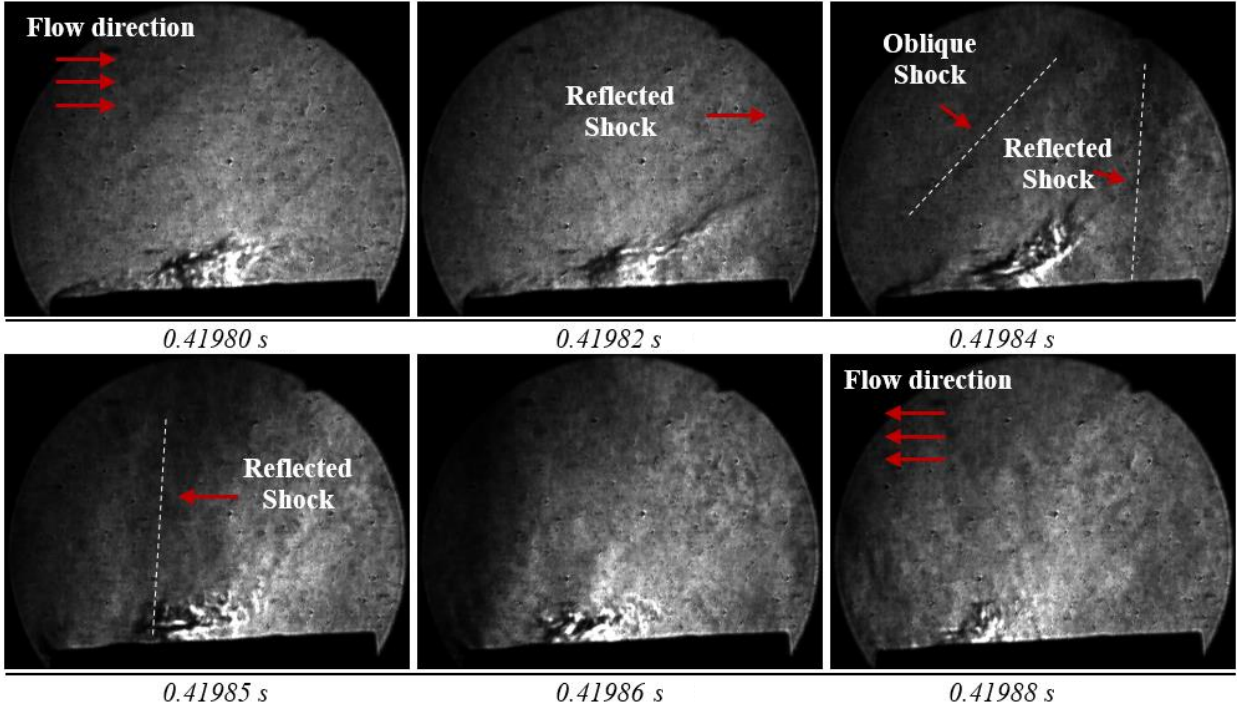 Flow direction
Reflected
Shock
Oblique
Shock
Reflected
Shock
0.41980 s
0.41982 s
0.41984 s
Reflected
Shock
Flow direction
0.41985 s
0.41986 s
0.41988 s